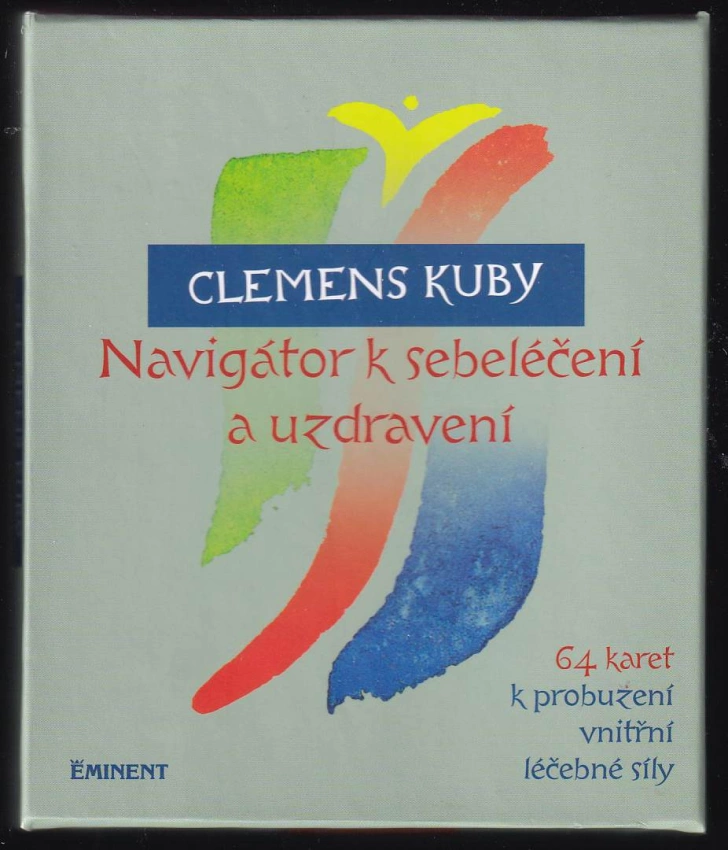 CLEMENS KUBY
Navigátor k sebeléčení
a uzdravení
64 karet
k probuzení
vnitřní
léčebné síly
EMINENT